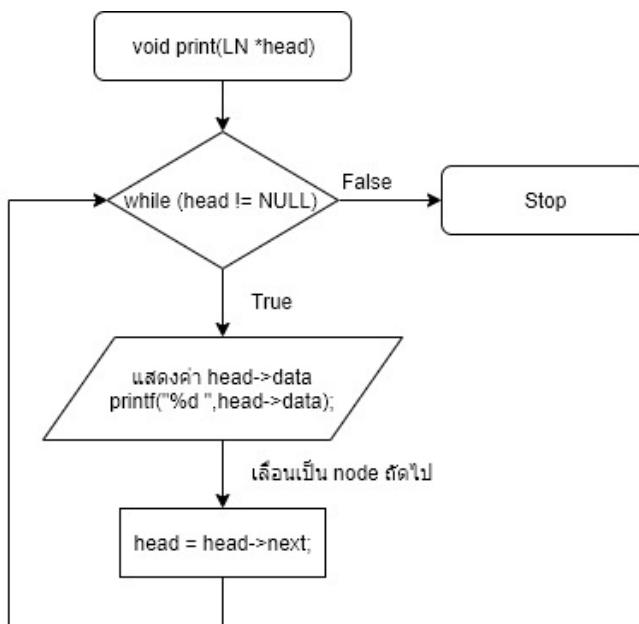 void print(LN *head)
while (head != NULL)
False
Stop
True
แสดงค่า head->data
printf("%d ",head->data);
เลื่อนเป็น node ถัดไป
head = head->next;